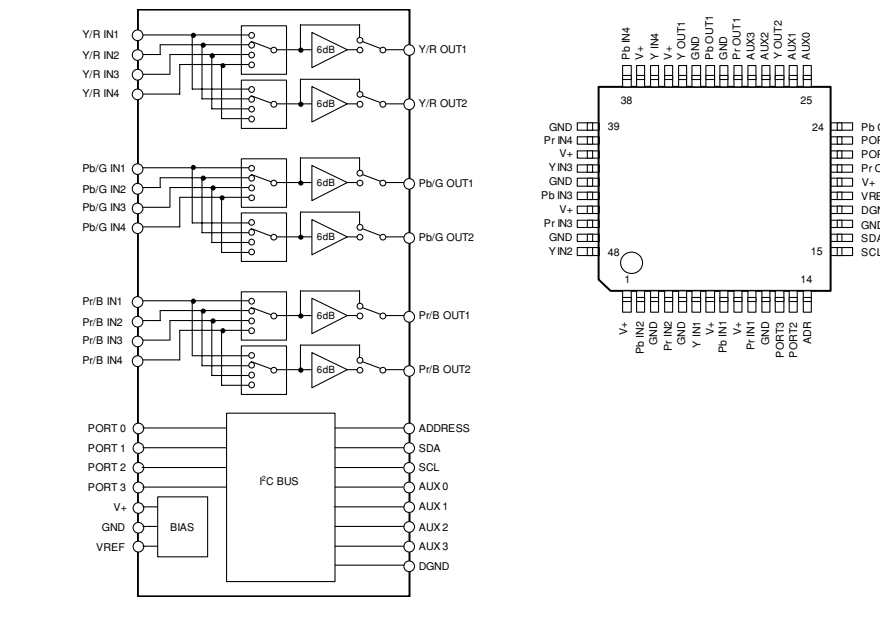 Y/R IN1
Y/R IN2
Y/R IN3
Y/R IN4
6dB
6dB
Y/R OUT1
Y/R OUT2
Pb/G IN1
Pb/G IN2
Pb/G IN3
Pb/G IN4
6dB
6dB
Pb/G OUT1
Pb/G OUT2
Pr/B IN1
Pr/B IN2
Pr/B IN3
Pr/B IN4
6dB
6dB
Pr/B OUT1
Pr/B OUT2
PORT 0
PORT 1
PORT 2
PORT 3
V+
GND
VREF
BIAS
I²C BUS
ADDRESS
SDA
SCL
AUX 0
AUX 1
AUX 2
AUX 3
DGND
Pb IN4
V+
Y IN4
V+
Y OUT1
GND
Pb OUT1
GND
Pr OUT1
AUX3
AUX2
Y OUT2
AUX1
AUX0
38
25
39
24
48
15
1
14
GND
Pr IN4
V+
Y IN3
GND
Pb IN3
V+
Pr IN3
GND
Y IN2
Pb
V+
SDA
SCL
V+
Pb IN2
GND
Pr IN2
GND
Y IN1
V+
Pb IN1
V+
Pr IN1
GND
PORT3
PORT2
ADR